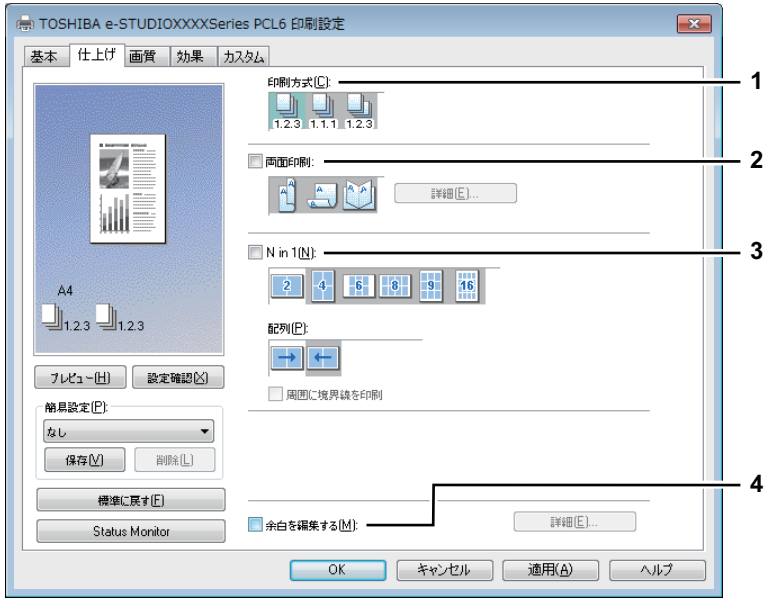 TOSHIBA e-STUDIOXXXXSeries PCL6 印刷設定
基本 仕上げ 画質 効果 カスタム
印刷方式(C):
1
1.2.3 1.1.1 1.2.3
両面印刷:
2
A A A A
詳細(E)...
N in 1(N):
3
2 4 6 8 9 16
A4
1.2.3 1.2.3
配列(P):
プレビュー(H) 設定確認(X)
周囲に境界線を印刷
簡易設定(P):
なし
保存(V) 削除(L)
4
標準に戻す(F)
余白を編集する(M):
詳細(E)...
Status Monitor
OK キャンセル 適用(A) ヘルプ